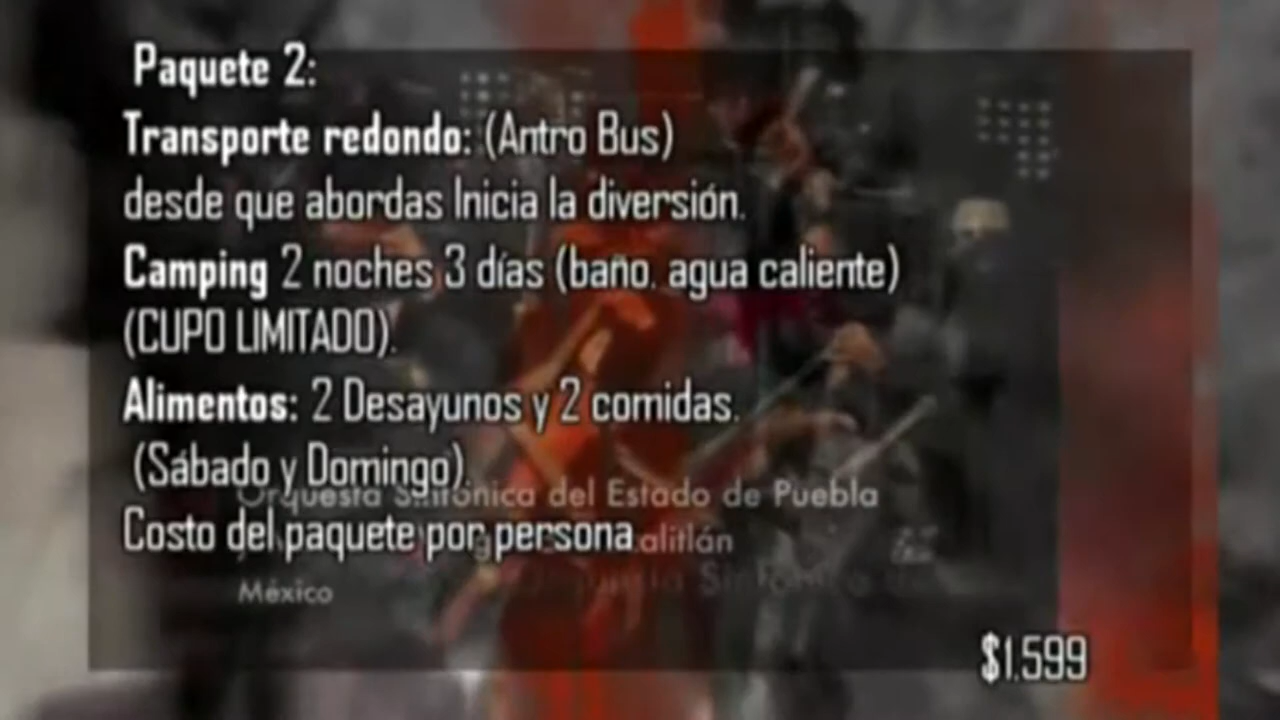 Paquete 2:
Transporte redondo: (Antro Bus)
desde que abordas Inicia la diversión.
Camping 2 noches 3 días (baño, agua caliente)
(CUPO LIMITADO).
Alimentos: 2 Desayunos y 2 comidas.
(Sábado y Domingo).
Orquesta Sinfónica del Estado de Puebla
Costo del paquete por persona
México
$1,599